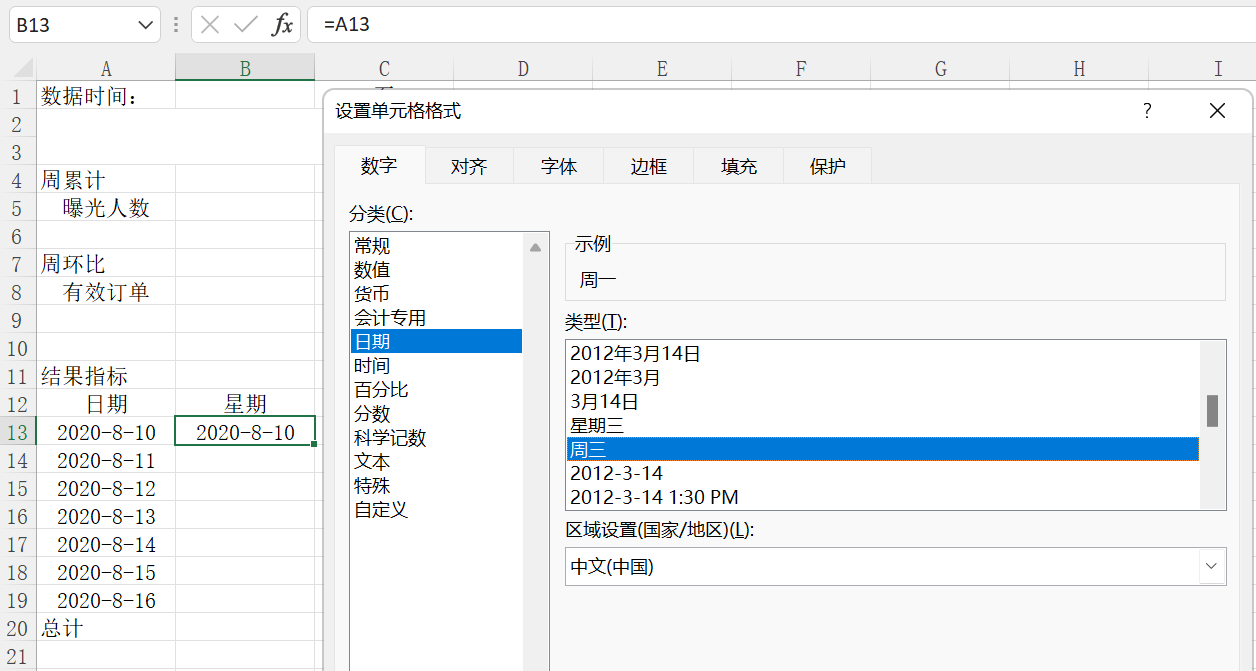 B13 fx =A13
A B C D E F G H I
1 数据时间：
2
3
4 周累计
5 曝光人数
6
7 周环比
8 有效订单
9
10
11 结果指标
12 日期 星期
13 2020-8-10 2020-8-10
14 2020-8-11
15 2020-8-12
16 2020-8-13
17 2020-8-14
18 2020-8-15
19 2020-8-16
20 总计
21
设置单元格格式 ?
数字 对齐 字体 边框 填充 保护
分类(C):
常规
数值
货币
会计专用
日期
时间
百分比
分数
科学记数
文本
特殊
自定义
示例
周一
类型(T):
2012年3月14日
2012年3月
3月14日
星期三
周三
2012-3-14
2012-3-14 1:30 PM
区域设置(国家/地区)(L):
中文(中国)